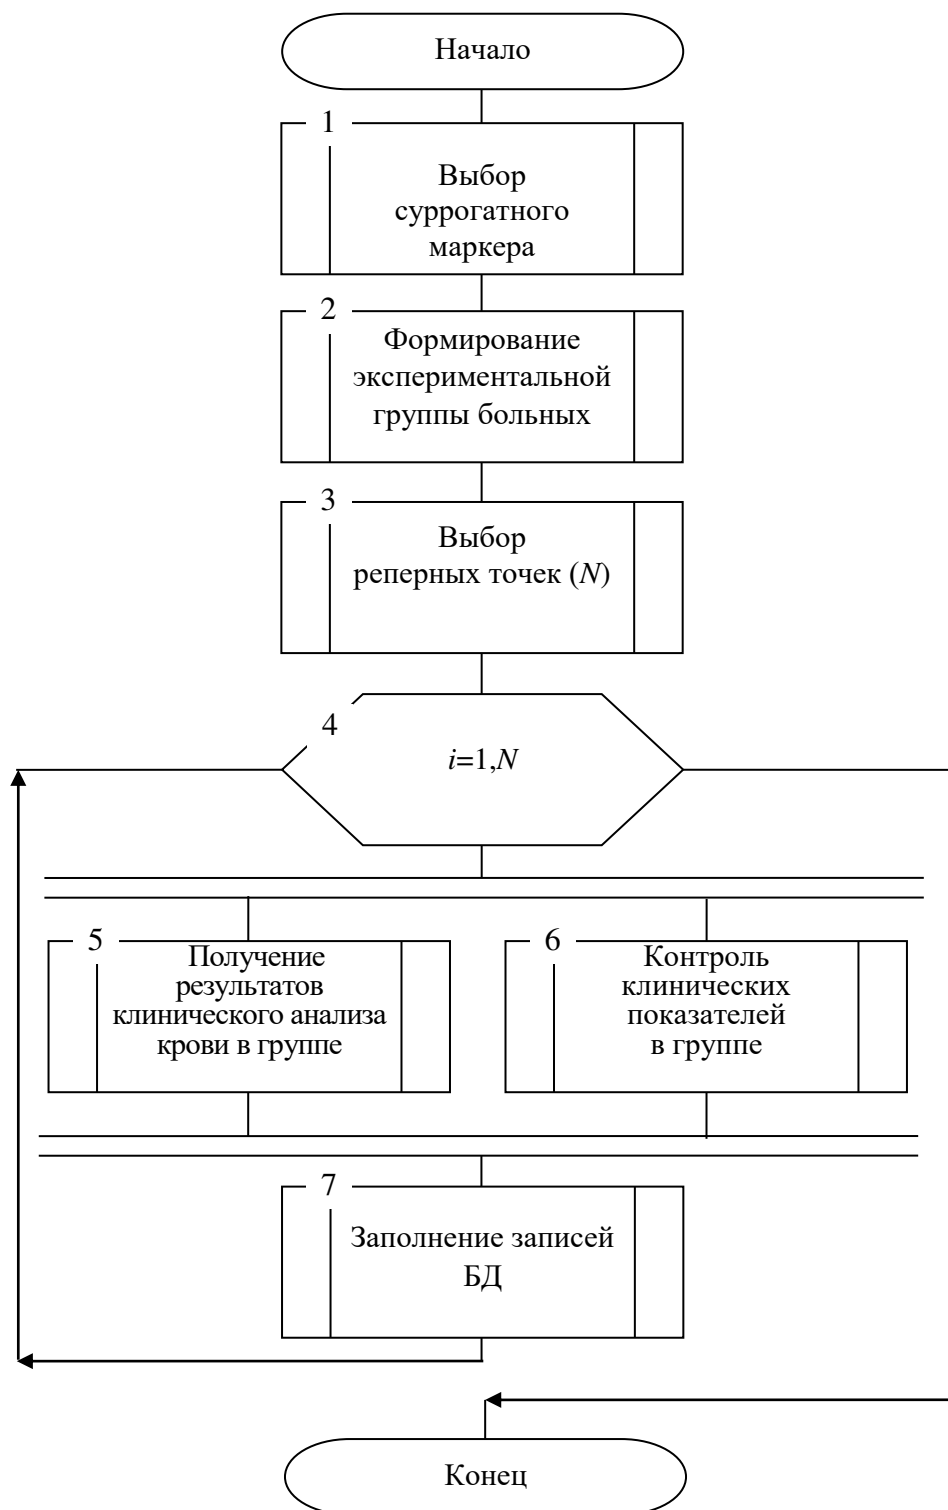 Начало
1
Выбор
суррогатного
маркера
2
Формирование
экспериментальной
группы больных
3
Выбор
реперных точек (N)
4
i=1,N
5
Получение
результатов
клинического анализа
крови в группе
6
Контроль
клинических
показателей
в группе
7
Заполнение записей
БД
Конец